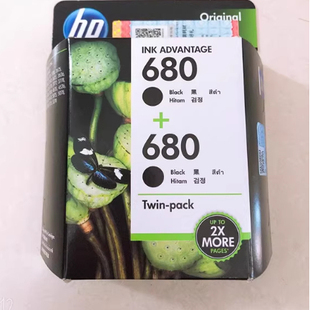 hp
Original
INK ADVANTAGE
680
Black 黑 สีดำ
Hitam 검정
+
680
Black 黑 สีดำ
Hitam 검정
Twin-pack
UP TO
2X
MORE
PAGES